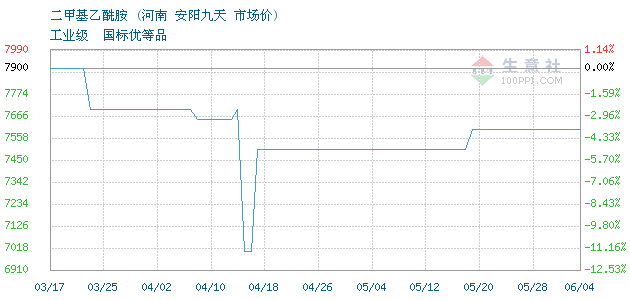 二甲基乙酰胺 (河南 安阳九天 市场价)
工业级 国标优等品
7990 1.14%
7900 0.00%
7774 -1.59%
7666 -2.96%
7558 -4.33%
7450 -5.70%
7342 -7.06%
7234 -8.43%
7126 -9.80%
7018 -11.16%
6910 -12.53%
生意社
100PPI.COM
03/17 03/25 04/02 04/10 04/18 04/26 05/04 05/12 05/20 05/28 06/04